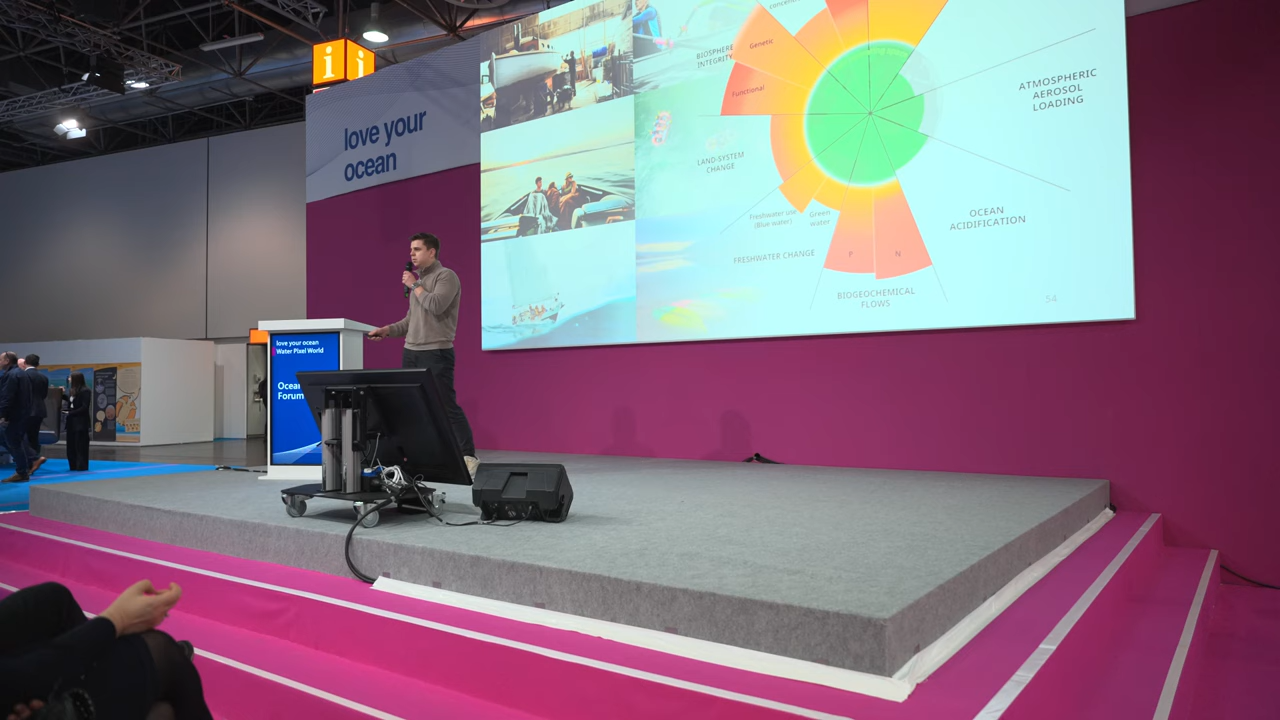 i i
love your
ocean
BIOSPHERE
INTEGRITY
Genetic
Functional
ATMOSPHERIC
AEROSOL
LOADING
LAND-SYSTEM
CHANGE
Freshwater use
(Blue water)
Green
water
OCEAN
ACIDIFICATION
FRESHWATER CHANGE
P
N
BIOGEOCHEMICAL
FLOWS
54
love your ocean
Water Pixel World
Ocean
Forum